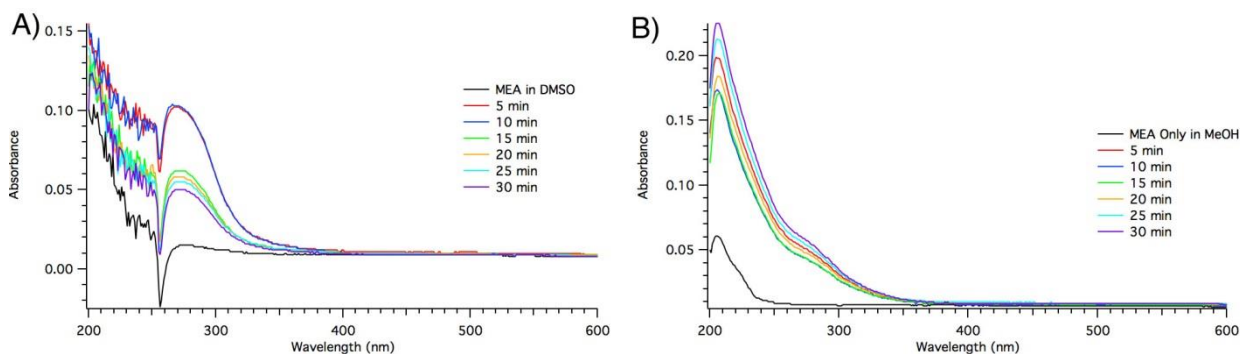 A)
0.15
0.10
0.05
0.00
Absorbance
200
300
400
500
600
Wavelength (nm)
MEA in DMSO
5 min
10 min
15 min
20 min
25 min
30 min
B)
0.20
0.15
0.10
0.05
Absorbance
200
300
400
500
600
Wavelength (nm)
MEA Only in MeOH
5 min
10 min
15 min
20 min
25 min
30 min